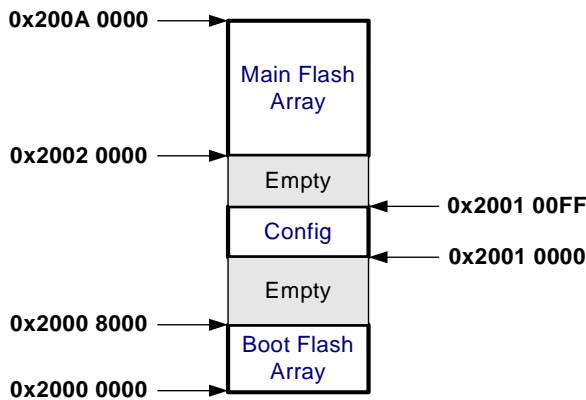 0x200A 0000
Main Flash
Array
0x2002 0000
Empty
0x2001 00FF
Config
0x2001 0000
Empty
0x2000 8000
Boot Flash
Array
0x2000 0000